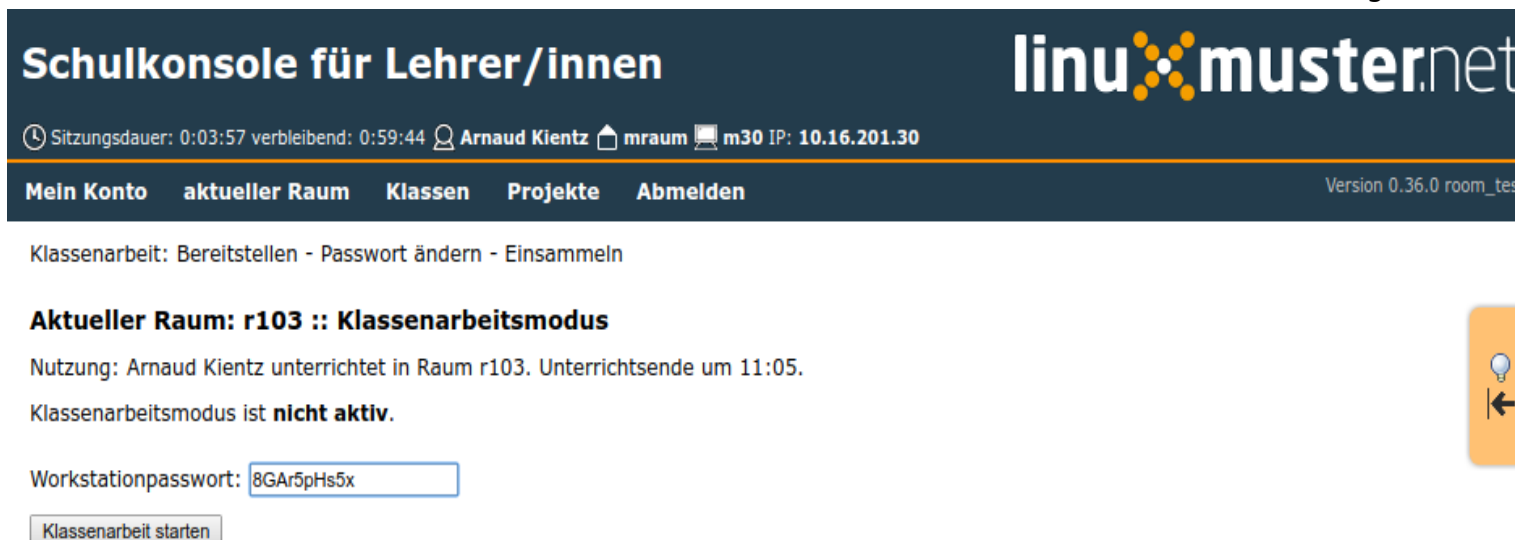 Schulkonsole für Lehrer/innen
linuxmuster.net
Sitzungsdauer: 0:03:57 verbleibend: 0:59:44 Arnaud Kientz mraum m30 IP: 10.16.201.30
Mein Konto aktueller Raum Klassen Projekte Abmelden
Version 0.36.0 room_tes
Klassenarbeit: Bereitstellen - Passwort ändern - Einsammeln
Aktueller Raum: r103 :: Klassenarbeitsmodus
Nutzung: Arnaud Kientz unterrichtet in Raum r103. Unterrichtsende um 11:05.
Klassenarbeitsmodus ist nicht aktiv.
Workstationpasswort: 8GAr5pHs5x
Klassenarbeit starten